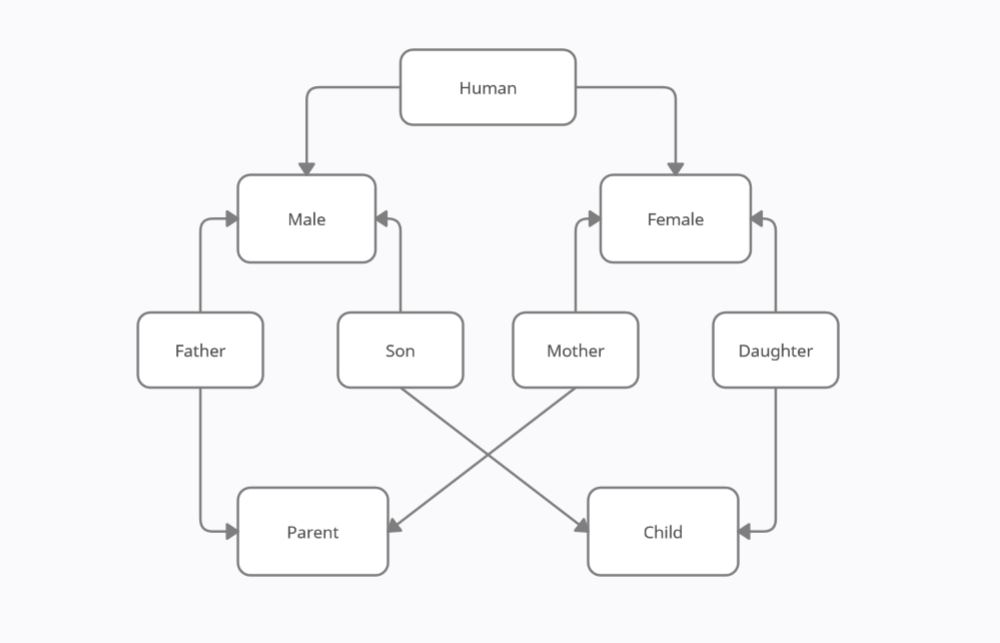 Human
Male
Female
Father
Son
Mother
Daughter
Parent
Child